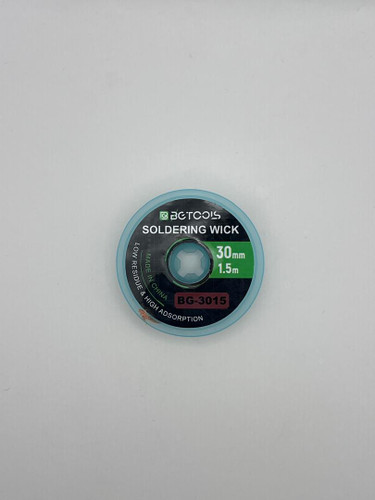 BGTOOLS
SOLDERING WICK
30mm
1.5m
MADE IN CHINA
BG-3015
LOW RESIDUE & HIGH ADSORPTION